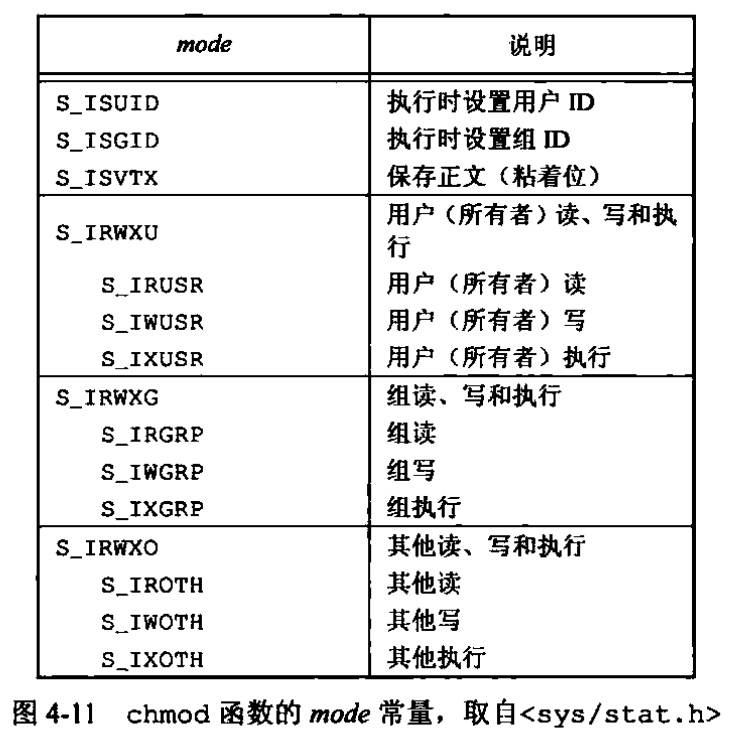 mode 说明
S_ISUID 执行时设置用户 ID
S_ISGID 执行时设置组 ID
S_ISVTX 保存正文（粘着位）
S_IRWXU 用户（所有者）读、写和执
行
S_IRUSR 用户（所有者）读
S_IWUSR 用户（所有者）写
S_IXUSR 用户（所有者）执行
S_IRWXG 组读、写和执行
S_IRGRP 组读
S_IWGRP 组写
S_IXGRP 组执行
S_IRWXO 其他读、写和执行
S_IROTH 其他读
S_IWOTH 其他写
S_IXOTH 其他执行
图 4-11 chmod 函数的 mode 常量，取自<sys/stat.h>